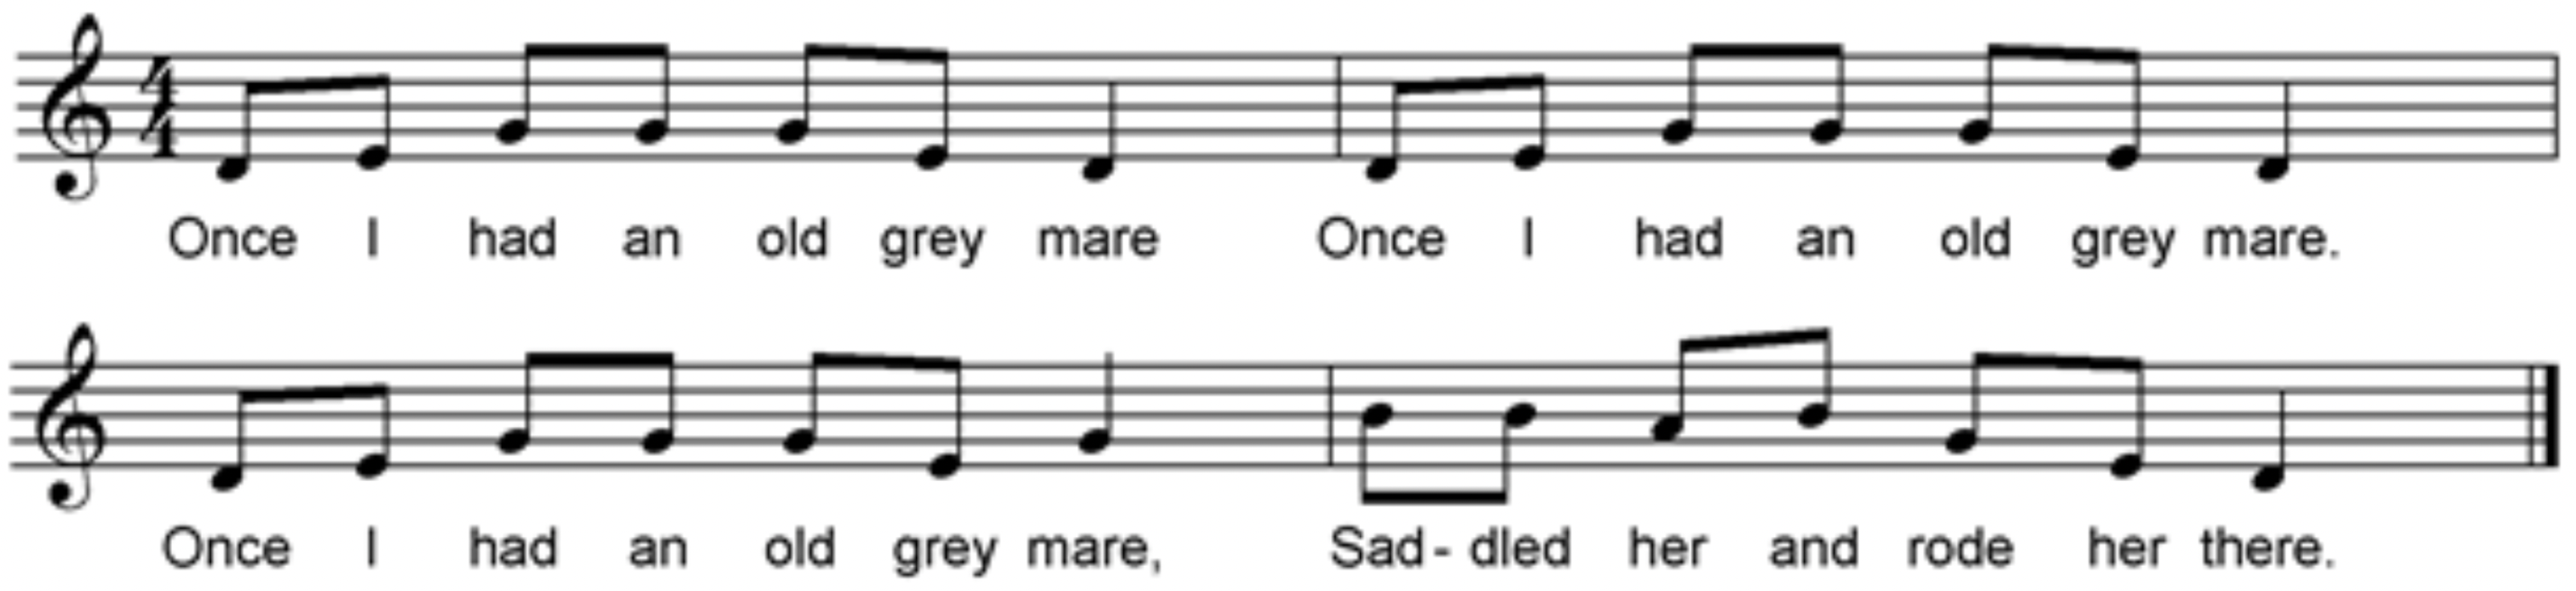 4
4
Once I had an old grey mare Once I had an old grey mare.
Once I had an old grey mare, Sad - dled her and rode her there.